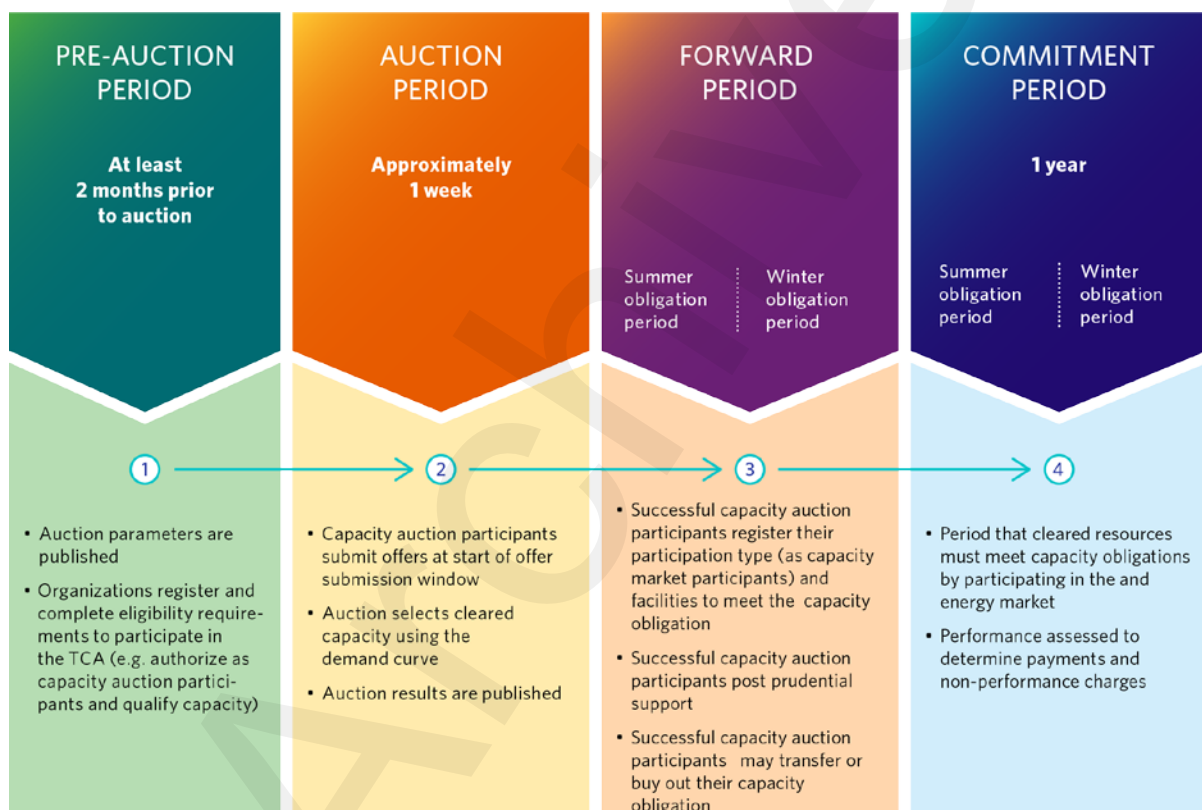 PRE-AUCTION
PERIOD
At least
2 months prior
to auction
AUCTION
PERIOD
Approximately
1 week
FORWARD
PERIOD
Summer
obligation
period
Winter
obligation
period
COMMITMENT
PERIOD
1 year
Summer
obligation
period
Winter
obligation
period
1
• Auction parameters are
published
• Organizations register and
complete eligibility require-
ments to participate in
the TCA (e.g. authorize as
capacity auction partici-
pants and qualify capacity)
2
• Capacity auction participants
submit offers at start of offer
submission window
• Auction selects cleared
capacity using the
demand curve
• Auction results are published
3
• Successful capacity auction
participants register their
participation type (as capacity
market participants) and
facilities to meet the capacity
obligation
• Successful capacity auction
participants post prudential
support
• Successful capacity auction
participants may transfer or
buy out their capacity
obligation
4
• Period that cleared resources
must meet capacity obligations
by participating in the and
energy market
• Performance assessed to
determine payments and
non-performance charges
Archive